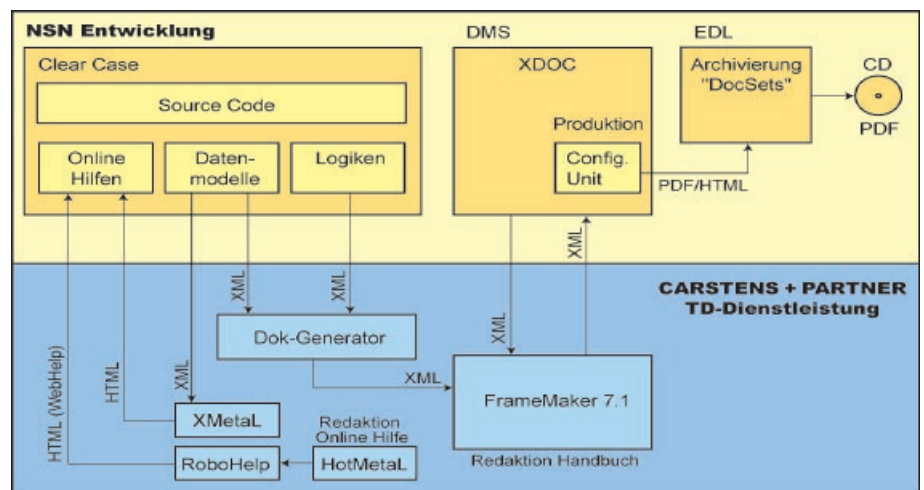 NSN Entwicklung
Clear Case
Source Code
Online
Hilfen
Daten-
modelle
Logiken
DMS
XDOC
Produktion
Config.
Unit
PDF/HTML
EDL
Archivierung
"DocSets"
CD
PDF
CARSTENS + PARTNER
TD-Dienstleistung
HTML (WebHelp)
HTML
XML
XML
XML
XML
XML
Dok-Generator
XML
FrameMaker 7.1
Redaktion Handbuch
XMetaL
Redaktion
Online Hilfe
RoboHelp
HotMetaL